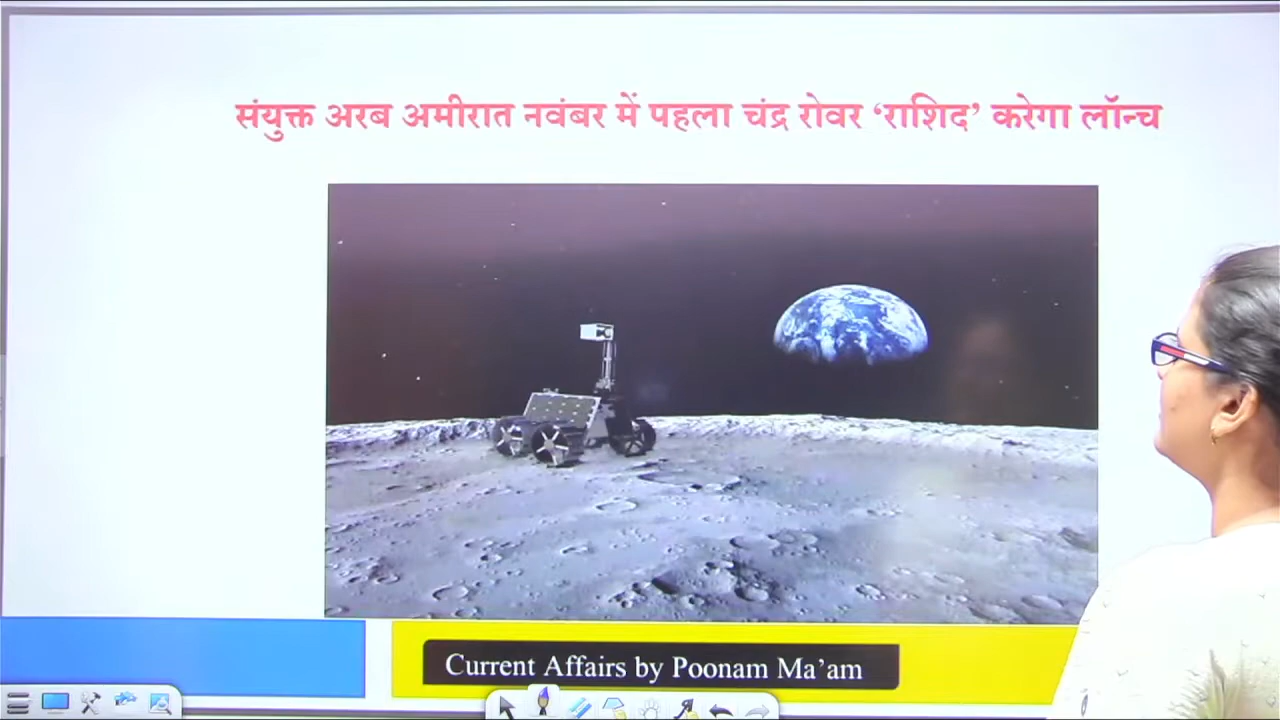 संयुक्त अरब अमीरात नवंबर में पहला चंद्र रोवर ‘राशिद’ करेगा लॉन्च
Current Affairs by Poonam Ma’am